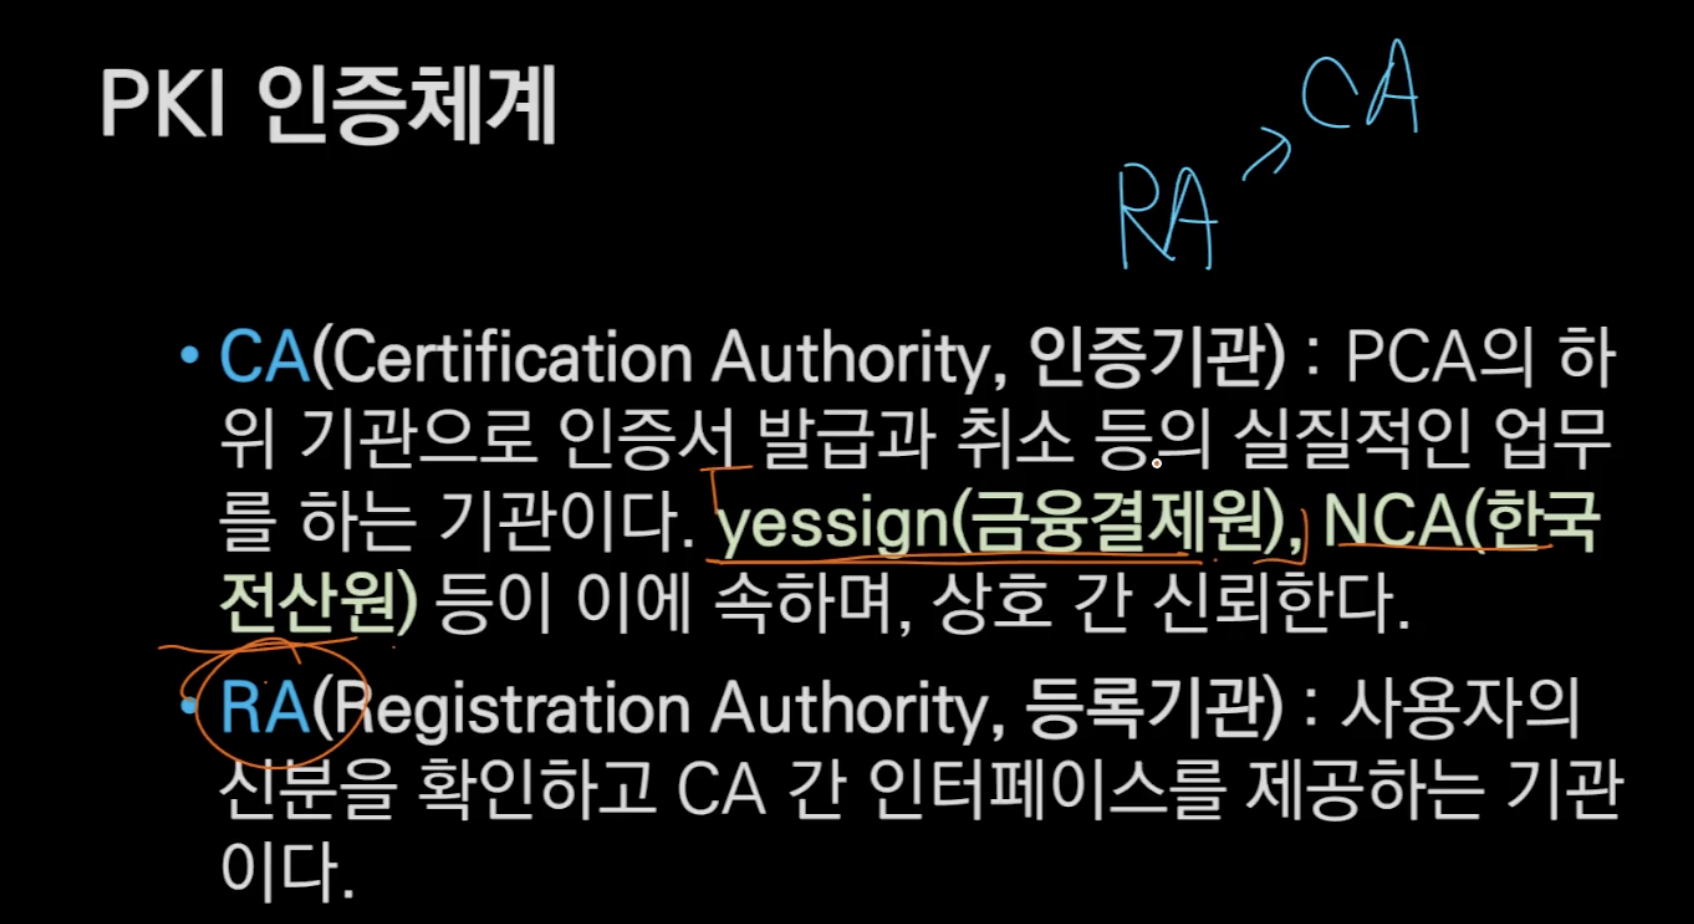 PKI 인증체계
CA
RA
• CA(Certification Authority, 인증기관) : PCA의 하
위 기관으로 인증서 발급과 취소 등의 실질적인 업무
를 하는 기관이다. yessign(금융결제원), NCA(한국
전산원) 등이 이에 속하며, 상호 간 신뢰한다.
• RA(Registration Authority, 등록기관) : 사용자의
신분을 확인하고 CA 간 인터페이스를 제공하는 기관
이다.